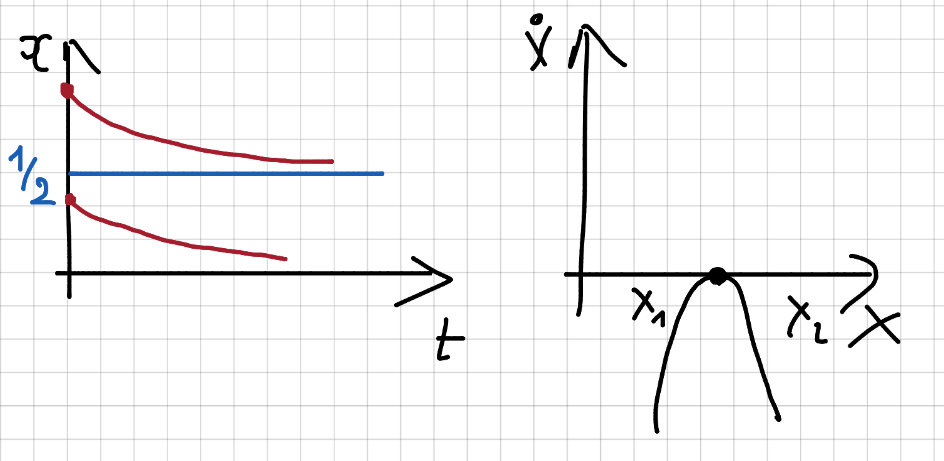 x
1/2
t
ẋ
x₁
x₂
x